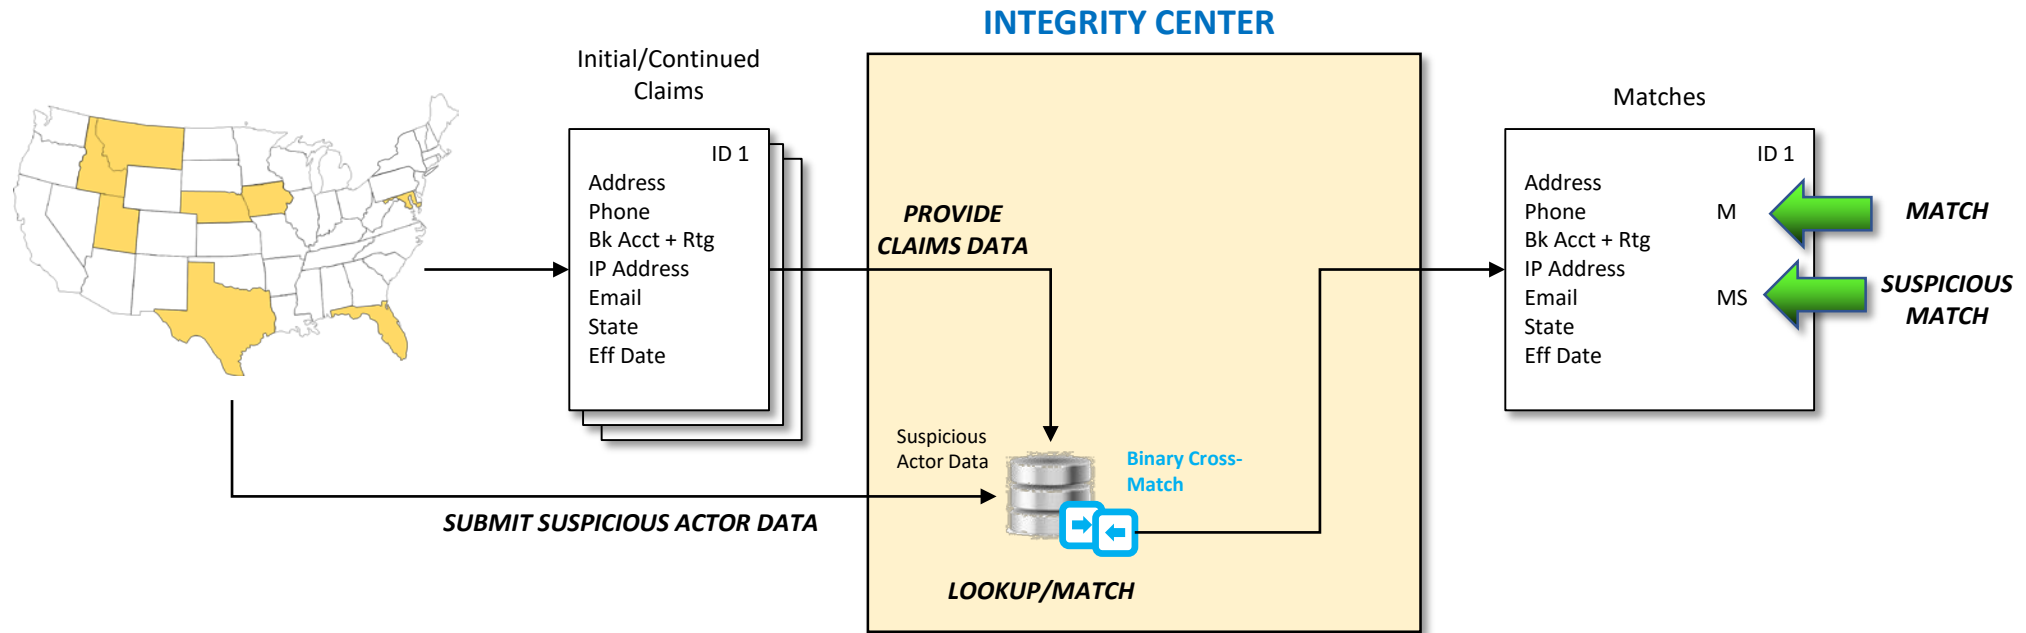 INTEGRITY CENTER
Initial/Continued
Claims
ID 1
Address
Phone
Bk Acct + Rtg
IP Address
Email
State
Eff Date
PROVIDE
CLAIMS DATA
Suspicious
Actor Data
Binary Cross-
Match
SUBMIT SUSPICIOUS ACTOR DATA
LOOKUP/MATCH
Matches
ID 1
Address
Phone M
Bk Acct + Rtg
IP Address
Email MS
State
Eff Date
MATCH
SUSPICIOUS
MATCH